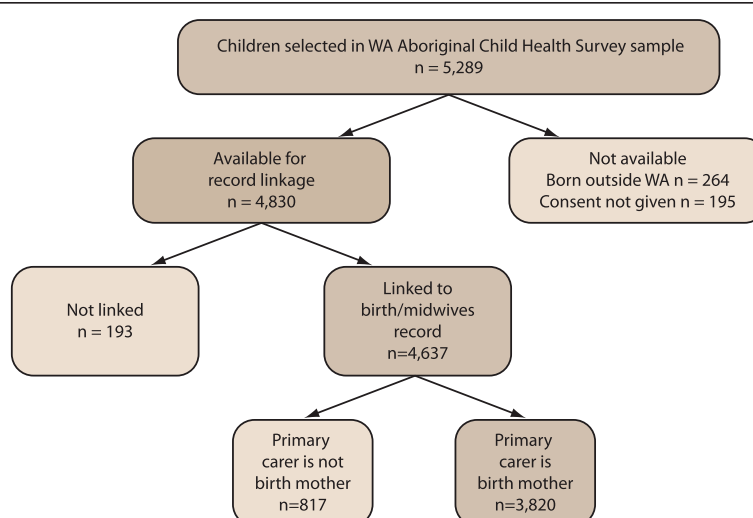 Children selected in WA Aboriginal Child Health Survey sample
n = 5,289
Available for
record linkage
n = 4,830
Not available
Born outside WA n = 264
Consent not given n = 195
Not linked
n = 193
Linked to
birth/midwives
record
n=4,637
Primary
carer is not
birth mother
n=817
Primary
carer is
birth mother
n=3,820